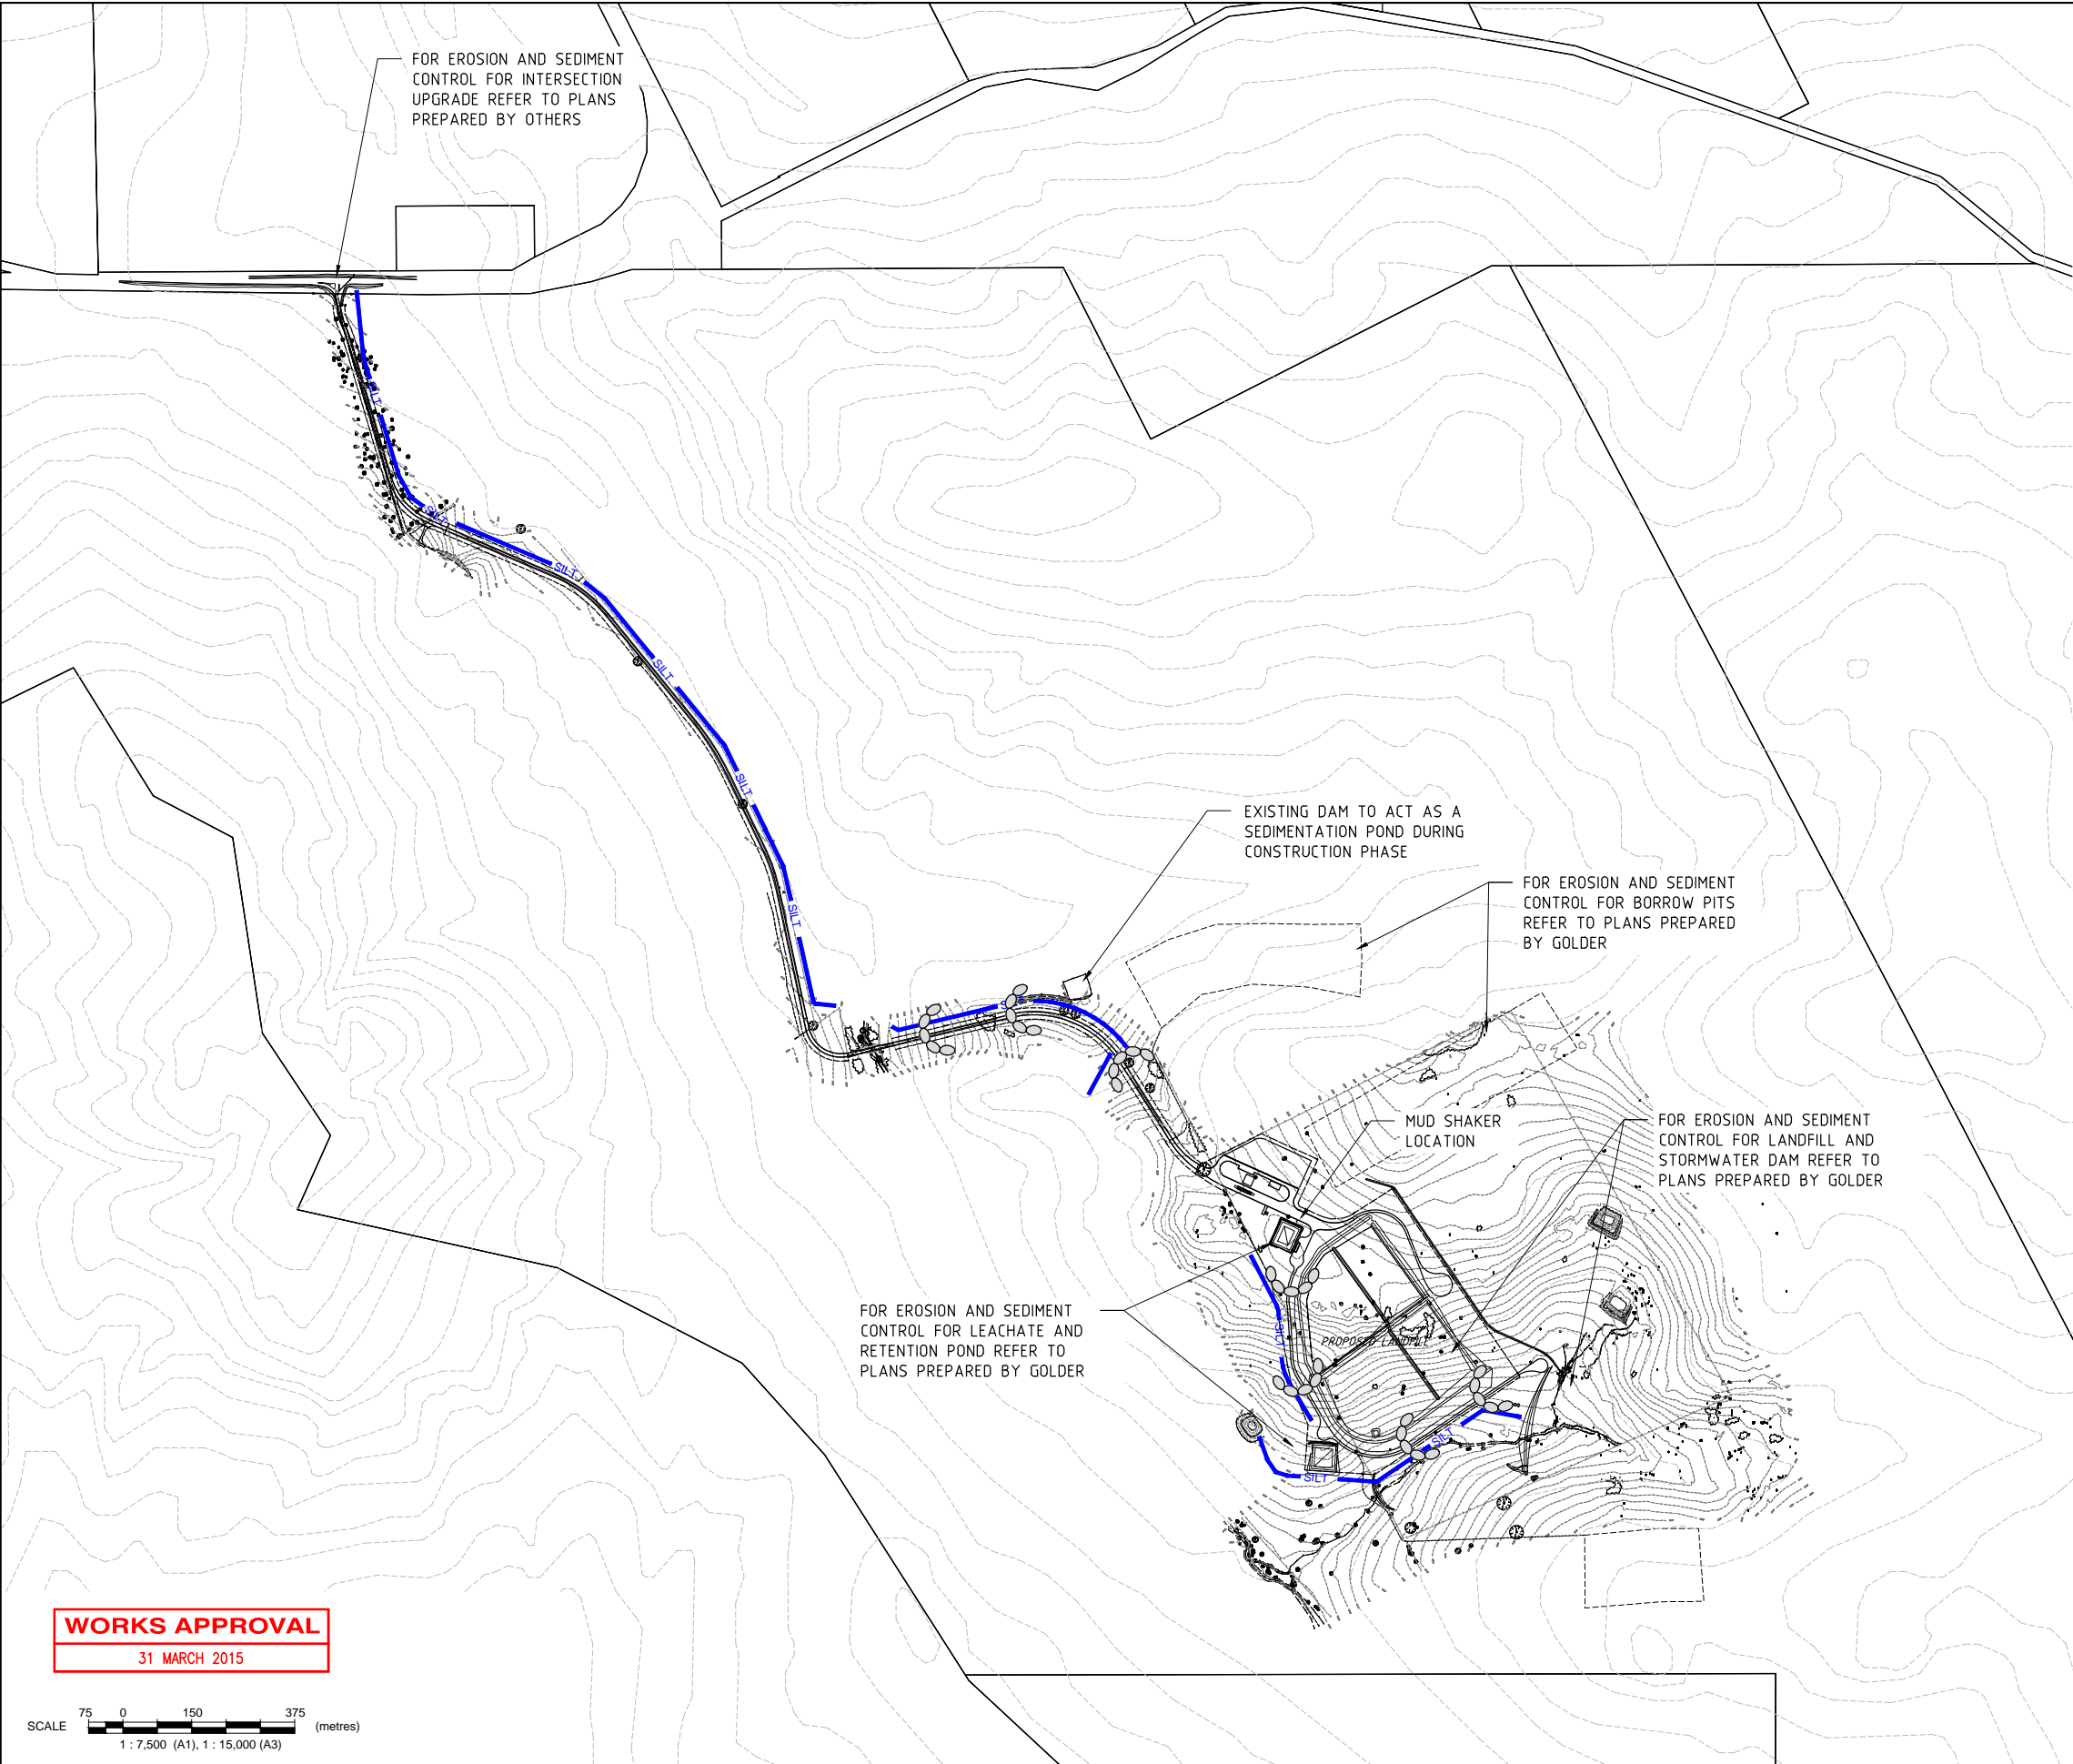 FOR EROSION AND SEDIMENT
CONTROL FOR INTERSECTION
UPGRADE REFER TO PLANS
PREPARED BY OTHERS
SILT
SILT
SILT
SILT
SILT
SILT
EXISTING DAM TO ACT AS A
SEDIMENTATION POND DURING
CONSTRUCTION PHASE
FOR EROSION AND SEDIMENT
CONTROL FOR BORROW PITS
REFER TO PLANS PREPARED
BY GOLDER
MUD SHAKER
LOCATION
FOR EROSION AND SEDIMENT
CONTROL FOR LANDFILL AND
STORMWATER DAM REFER TO
PLANS PREPARED BY GOLDER
FOR EROSION AND SEDIMENT
CONTROL FOR LEACHATE AND
RETENTION POND REFER TO
PLANS PREPARED BY GOLDER
SILT
PROPOSED LANDFILL
SILT
SILT
WORKS APPROVAL
31 MARCH 2015
75 0 150 375
SCALE (metres)
1 : 7,500 (A1), 1 : 15,000 (A3)